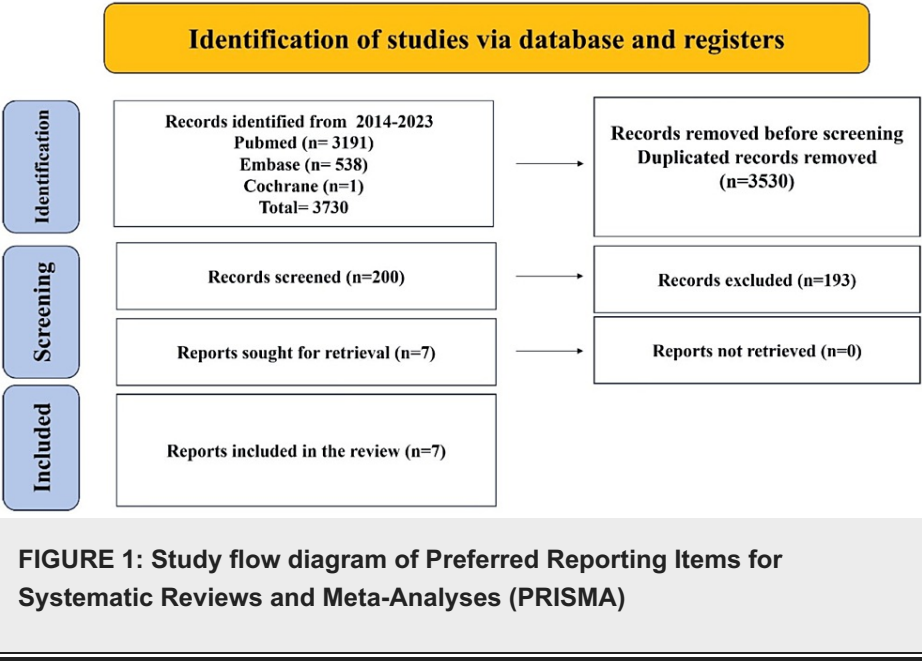 Identification of studies via database and registers
Identification
Records identified from 2014-2023
Pubmed (n= 3191)
Embase (n= 538)
Cochrane (n=1)
Total= 3730
Records removed before screening
Duplicated records removed
(n=3530)
Screening
Records screened (n=200)
Records excluded (n=193)
Reports sought for retrieval (n=7)
Reports not retrieved (n=0)
Included
Reports included in the review (n=7)
FIGURE 1: Study flow diagram of Preferred Reporting Items for
Systematic Reviews and Meta-Analyses (PRISMA)